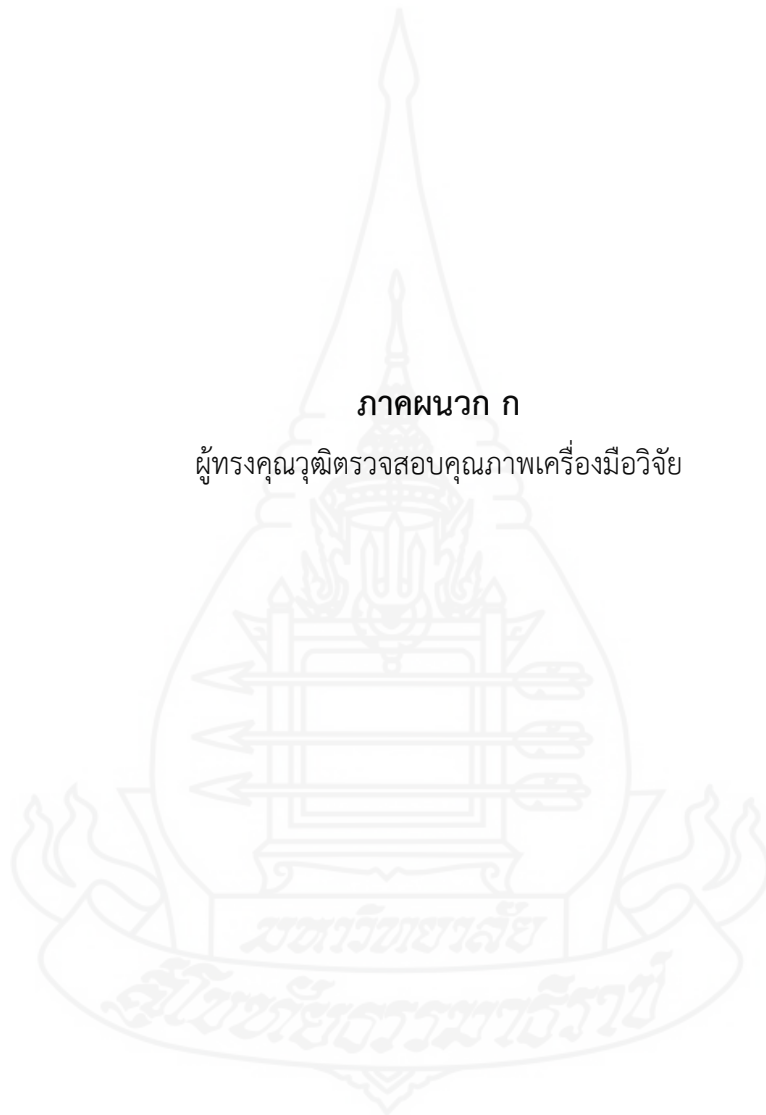 ภาคผนวก ก
ผู้ทรงคุณวุฒิตรวจสอบคุณภาพเครื่องมือวิจัย
มหาวิทยาลัย
สุโขทัยธรรมาธิราช